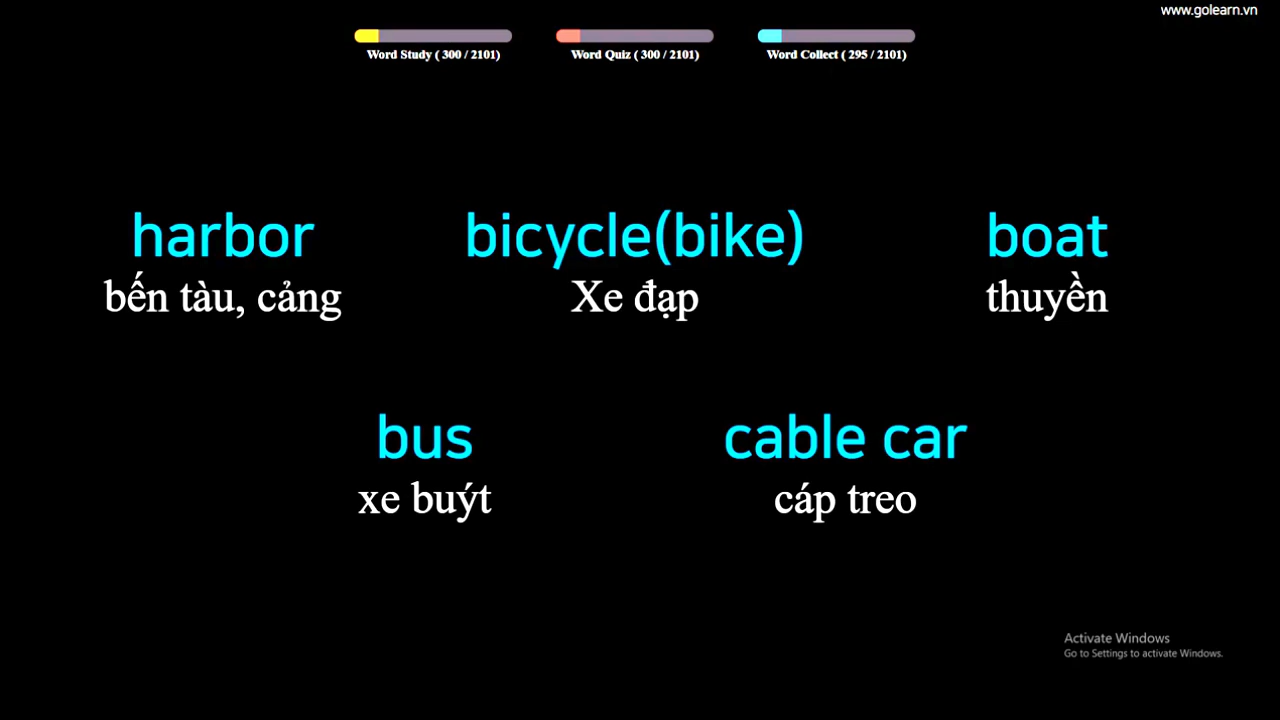 www.golearn.vn
Word Study ( 300 / 2101)
Word Quiz ( 300 / 2101)
Word Collect ( 295 / 2101)
harbor
bến tàu, cảng
bicycle(bike)
Xe đạp
boat
thuyền
bus
xe buýt
cable car
cáp treo
Activate Windows
Go to Settings to activate Windows.